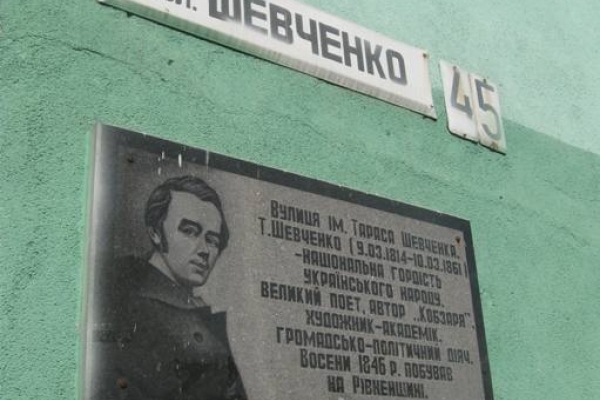 ул. ШЕВЧЕНКО
45
ВУЛИЦЯ ІМ. ТАРАСА ШЕВЧЕНКА.
Т.ШЕВЧЕНКО (9.03.1814-10.03.1861)
-НАЦІОНАЛЬНА ГОРДІСТЬ
УКРАЇНСЬКОГО НАРОДУ.
ВЕЛИКИЙ ПОЕТ, АВТОР „КОБЗАРЯ".
ХУДОЖНИК-АКАДЕМІК.
ГРОМАДСЬКО-ПОЛІТИЧНИЙ ДІЯЧ.
ВОСЕНИ 1846 Р. ПОБУВАВ
НА РІВНЕНЩИНІ.